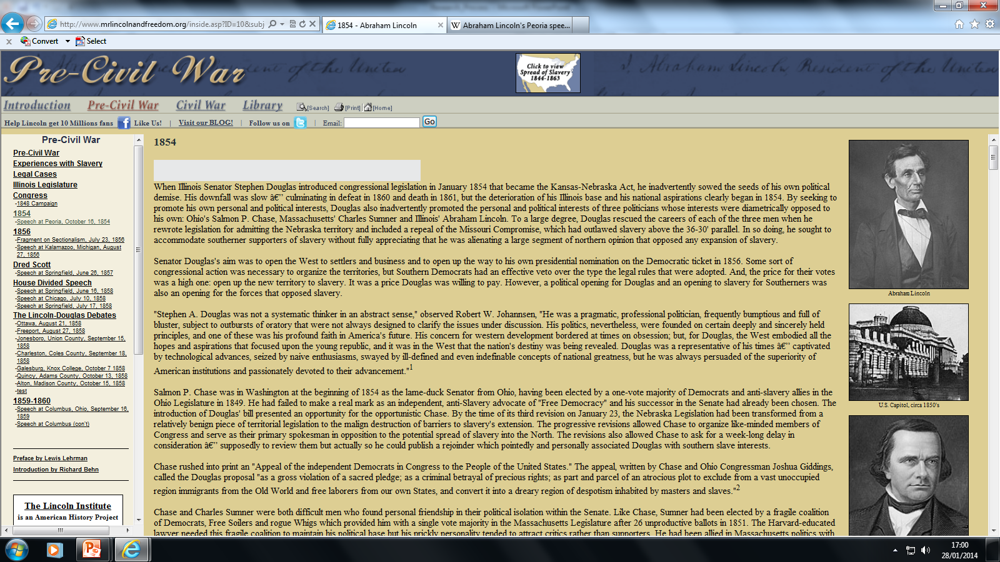 http://www.mrlincolnandfreedom.org/inside.asp?ID=10&subj
1854 - Abraham Lincoln
Abraham Lincoln's Peoria spee...
Convert
Select
Pre-Civil War
Click to view
Spread of Slavery
1844-1863
Introduction
Pre-Civil War
Civil War
Library
[Search]
[Print]
[Home]
Help Lincoln get 10 Millions fans
Like Us! |
Visit our BLOG! |
Follow us on
| Email:
Go
Pre-Civil War
Pre-Civil War
Experiences with Slavery
Legal Cases
Illinois Legislature
Congress
-1848 Campaign
1854
-Speech at Peoria, October 16, 1854
1856
-Fragment on Sectionalism, July 23, 1856
-Speech at Kalamazoo, Michigan, August
27, 1856
Dred Scott
-Speech at Springfield, June 26, 1857
House Divided Speech
-Speech at Springfield, June 16, 1858
-Speech at Chicago, July 10, 1858
-Speech at Springfield, July 17, 1858
The Lincoln-Douglas Debates
-Ottawa, August 21, 1858
-Freeport, August 27, 1858
-Jonesboro, Union County, September 15,
1858
-Charleston, Coles County, September 18,
1858
-Galesburg, Knox College, October 7 1858
-Quincy, Adams County, October 13, 1858
-Alton, Madison County, October 15, 1858
-test
1859-1860
-Speech at Columbus, Ohio, September 16,
1859
-Speech at Columbus (con't)
Preface by Lewis Lehrman
Introduction by Richard Behn
The Lincoln Institute
is an American History Project
1854
When Illinois Senator Stephen Douglas introduced congressional legislation in January 1854 that became the Kansas-Nebraska Act, he inadvertently sowed the seeds of his own political
demise. His downfall was slow â€” culminating in defeat in 1860 and death in 1861, but the deterioration of his Illinois base and his national aspirations clearly began in 1854. By seeking to
promote his own personal and political interests, Douglas also inadvertently promoted the personal and political interests of three politicians whose interests were diametrically opposed to
his own: Ohio's Salmon P. Chase, Massachusetts' Charles Sumner and Illinois' Abraham Lincoln. To a large degree, Douglas rescued the careers of each of the three men when he
rewrote legislation for admitting the Nebraska territory and included a repeal of the Missouri Compromise, which had outlawed slavery above the 36-30' parallel. In so doing, he sought to
accommodate southerner supporters of slavery without fully appreciating that he was alienating a large segment of northern opinion that opposed any expansion of slavery.
Senator Douglas's aim was to open the West to settlers and business and to open up the way to his own presidential nomination on the Democratic ticket in 1856. Some sort of
congressional action was necessary to organize the territories, but Southern Democrats had an effective veto over the type the legal rules that were adopted. And, the price for their votes
was a high one: open up the new territory to slavery. It was a price Douglas was willing to pay. However, a political opening for Douglas and an opening to slavery for Southerners was
also an opening for the forces that opposed slavery.
"Stephen A. Douglas was not a systematic thinker in an abstract sense," observed Robert W. Johannsen, "He was a pragmatic, professional politician, frequently bumptious and full of
bluster, subject to outbursts of oratory that were not always designed to clarify the issues under discussion. His politics, nevertheless, were founded on certain deeply and sincerely held
principles, and one of these was his profound faith in America's future. His concern for western development bordered at times on obsession; but, for Douglas, the West embodied all the
hopes and aspirations that focused upon the young republic, and it was in the West that the nation's destiny was being revealed. Douglas was a representative of his times â€” captivated
by technological advances, seized by naive enthusiasms, swayed by ill-defined and even indefinable concepts of national greatness, but he was always persuaded of the superiority of
American institutions and passionately devoted to their advancement."1
Salmon P. Chase was in Washington at the beginning of 1854 as the lame-duck Senator from Ohio, having been elected by a one-vote majority of Democrats and anti-slavery allies in the
Ohio Legislature in 1849. He had failed to make a real mark as an independent, anti-Slavery advocate of "Free Democracy" and his successor in the Senate had already been chosen. The
introduction of Douglas' bill presented an opportunity for the opportunistic Chase. By the time of its third revision on January 23, the Nebraska Legislation had been transformed from a
relatively benign piece of territorial legislation to the malign destruction of barriers to slavery's extension. The progressive revisions allowed Chase to organize like-minded members of
Congress and serve as their primary spokesman in opposition to the potential spread of slavery into the North. The revisions also allowed Chase to ask for a week-long delay in
consideration â€” supposedly to review them but actually so he could publish a rejoinder which pointedly and personally associated Douglas with southern slave interests.
Chase rushed into print an "Appeal of the independent Democrats in Congress to the People of the United States." The appeal, written by Chase and Ohio Congressman Joshua Giddings,
called the Douglas proposal "as a gross violation of a sacred pledge; as a criminal betrayal of precious rights; as part and parcel of an atrocious plot to exclude from a vast unoccupied
region immigrants from the Old World and free laborers from our own States, and convert it into a dreary region of despotism inhabited by masters and slaves."2
Chase and Charles Sumner were both difficult men who found personal friendship in their political isolation within the Senate. Like Chase, Sumner had been elected by a fragile coalition
of Democrats, Free Soilers and rogue Whigs which provided him with a single vote majority in the Massachusetts Legislature after 26 unproductive ballots in 1851. The Harvard-educated
lawyer needed this fragile coalition to maintain his political base but his prickly personality tended to attract critics rather than supporters. He had been allied in Massachusetts politics with
Abraham Lincoln
U.S. Capitol, circa 1850's
17:00
28/01/2014